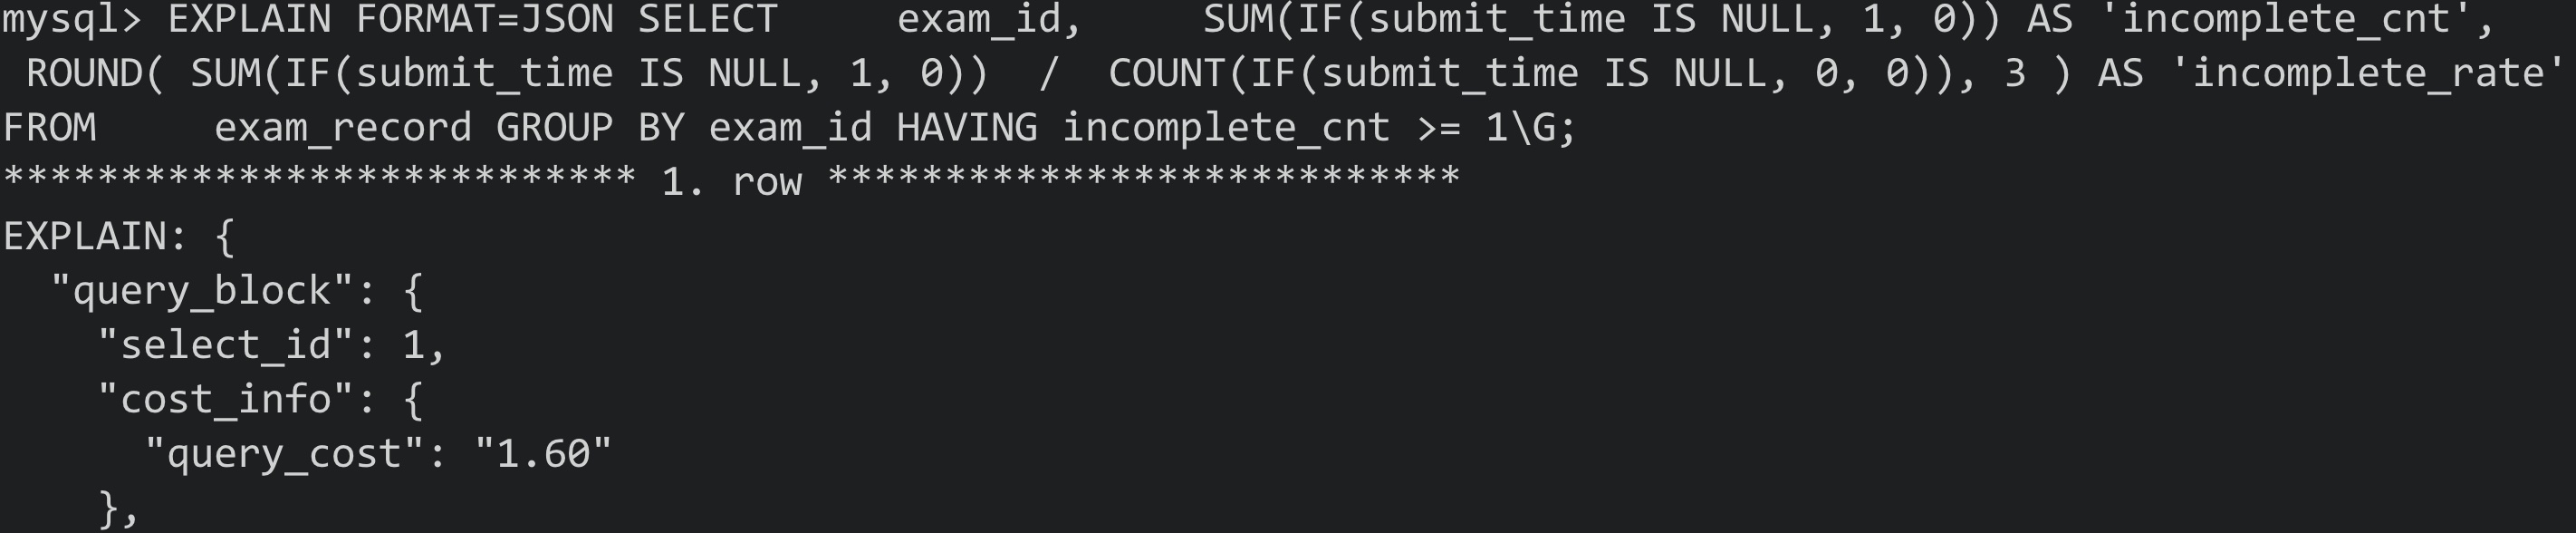 mysql> EXPLAIN FORMAT=JSON SELECT     exam_id,     SUM(IF(submit_time IS NULL, 1, 0)) AS 'incomplete_cnt',
 ROUND( SUM(IF(submit_time IS NULL, 1, 0))  /  COUNT(IF(submit_time IS NULL, 0, 0)), 3 ) AS 'incomplete_rate'
FROM     exam_record GROUP BY exam_id HAVING incomplete_cnt >= 1\G;
*************************** 1. row ***************************
EXPLAIN: {
  "query_block": {
    "select_id": 1,
    "cost_info": {
      "query_cost": "1.60"
    },